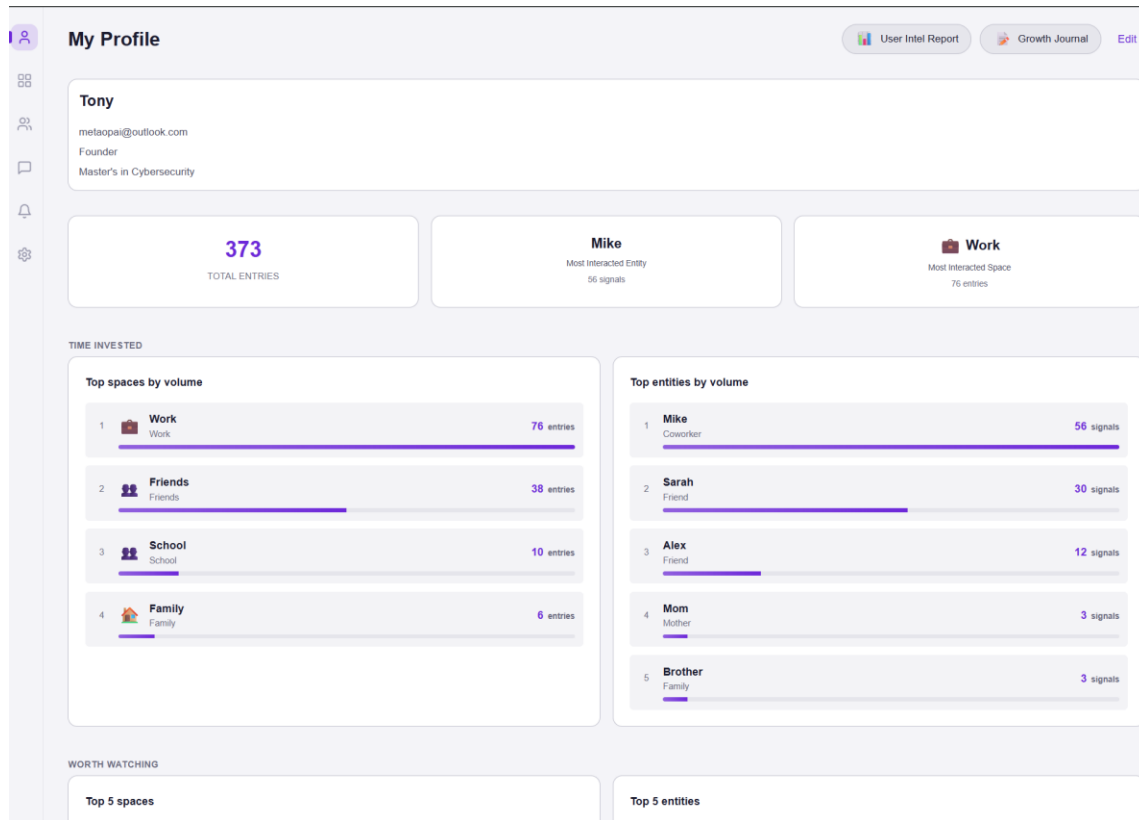 My Profile
User Intel Report
Growth Journal
Edit
Tony
metaopai@outlook.com
Founder
Master's in Cybersecurity
373
TOTAL ENTRIES
Mike
Most Interacted Entity
56 signals
Work
Most Interacted Space
76 entries
TIME INVESTED
Top spaces by volume
1
Work
Work
76 entries
2
Friends
Friends
38 entries
3
School
School
10 entries
4
Family
Family
6 entries
Top entities by volume
1
Mike
Coworker
56 signals
2
Sarah
Friend
30 signals
3
Alex
Friend
12 signals
4
Mom
Mother
3 signals
5
Brother
Family
3 signals
WORTH WATCHING
Top 5 spaces
Top 5 entities